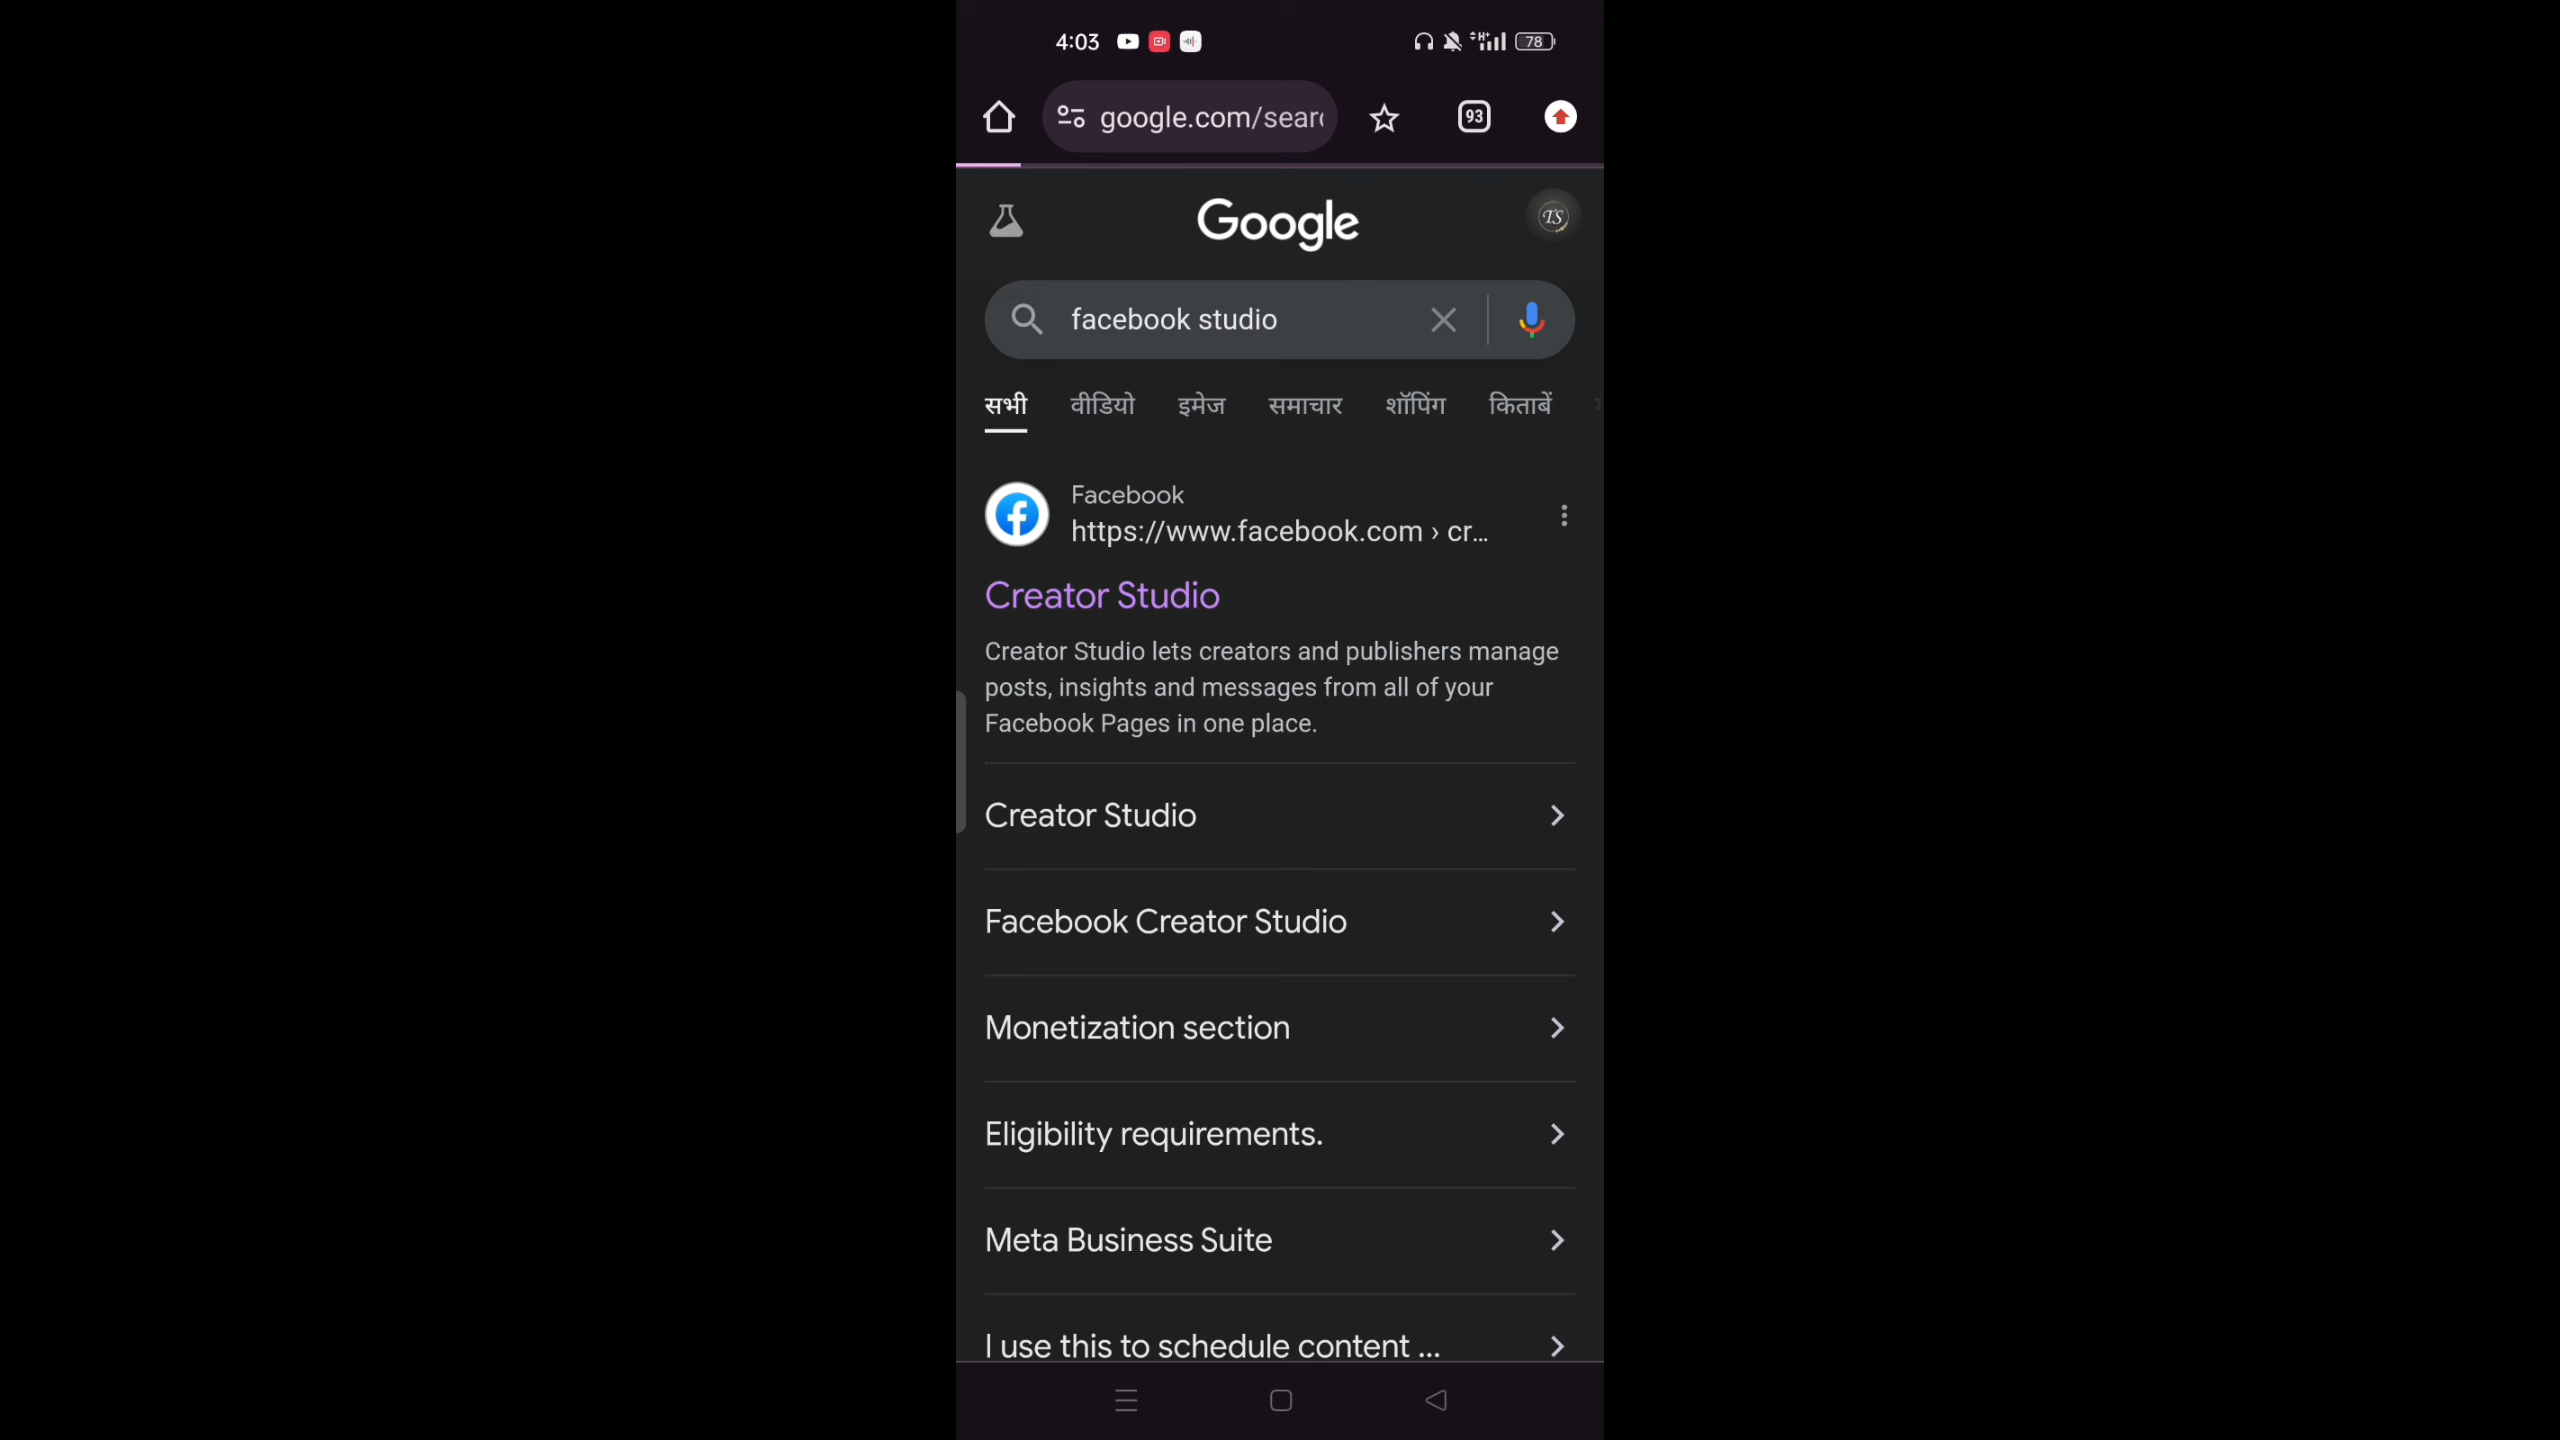 4:03
78
google.com/sear
93
Google
TS
facebook studio
सभी वीडियो इमेज समाचार शॉपिंग किताबें
Facebook
https://www.facebook.com › cr...
Creator Studio
Creator Studio lets creators and publishers manage
posts, insights and messages from all of your
Facebook Pages in one place.
Creator Studio
Facebook Creator Studio
Monetization section
Eligibility requirements.
Meta Business Suite
I use this to schedule content ...